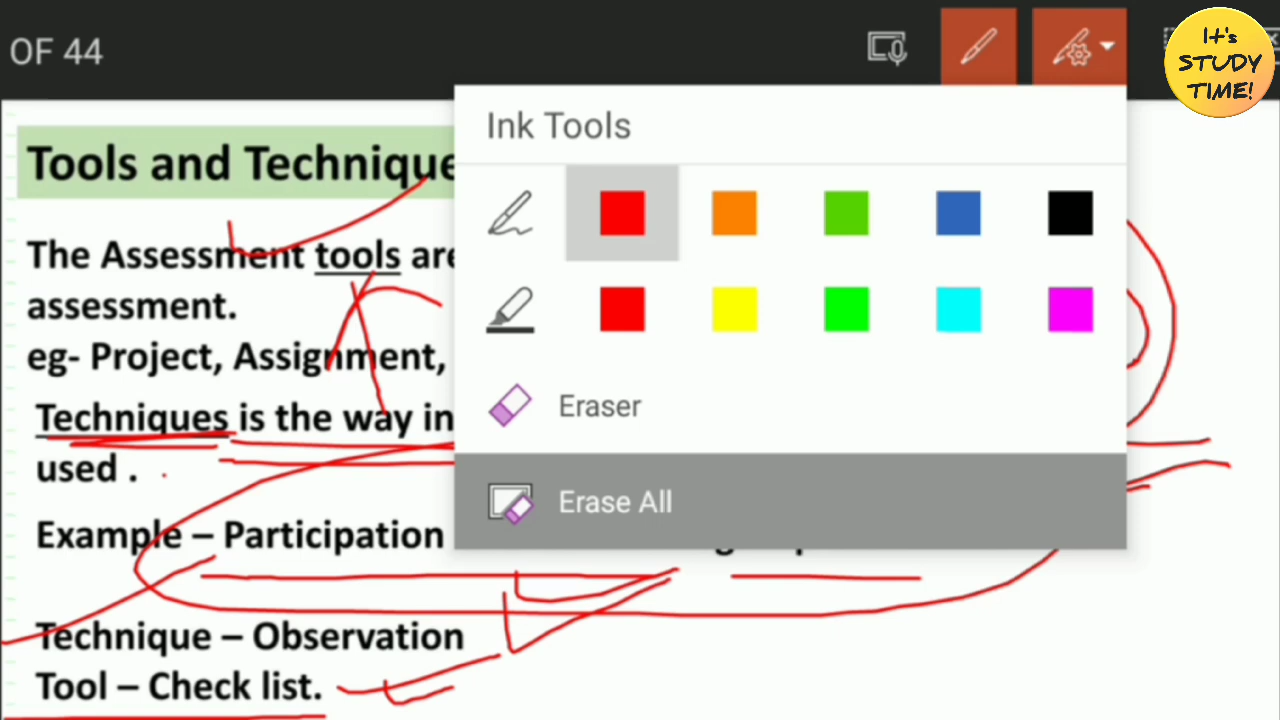 OF 44
It's
STUDY
TIME!
Ink Tools
Eraser
Erase All
Tools and Technique
The Assessment tools are
assessment.
eg- Project, Assignment,
Techniques is the way in
used .
Example – Participation
Technique – Observation
Tool – Check list.